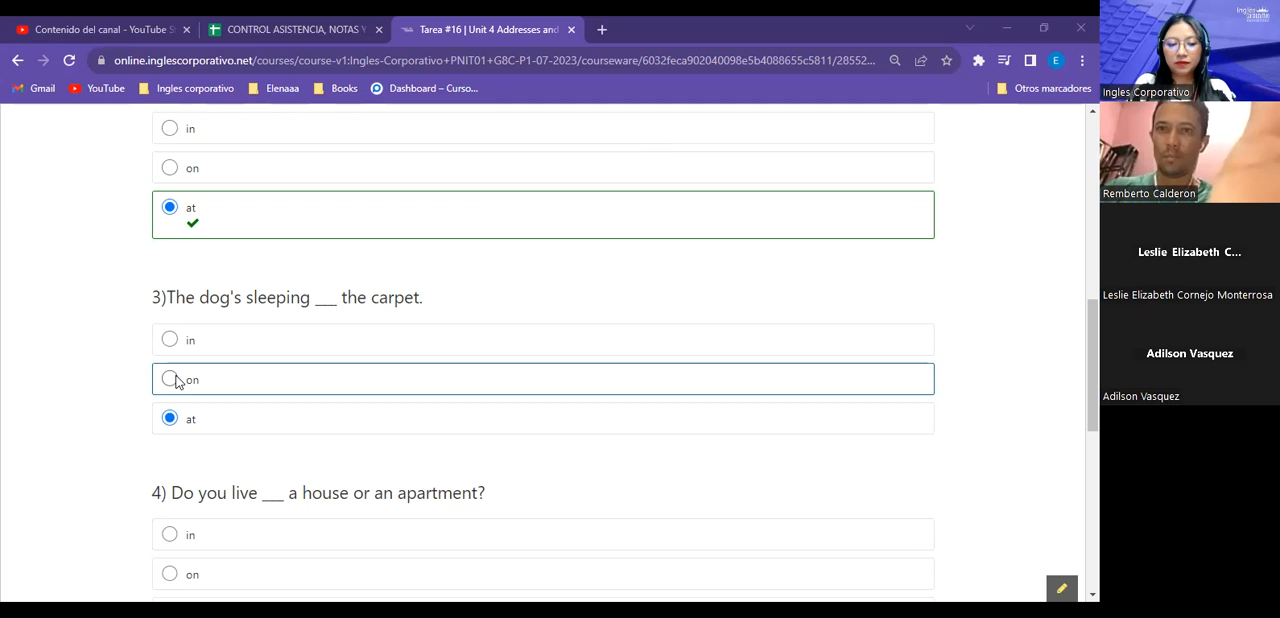 Contenido del canal - YouTube S
CONTROL ASISTENCIA, NOTAS Y
Tarea #16 | Unit 4 Addresses and
online.inglescorporativo.net/courses/course-v1:Ingles-Corporativo+PNIT01+G8C-P1-07-2023/courseware/6032feca902040098e5b4088655c5811/28552...
Gmail
YouTube
Ingles corporativo
Elenaaa
Books
Dashboard – Curso...
Otros marcadores
E
in
on
at
3)The dog's sleeping ___ the carpet.
in
on
at
4) Do you live ___ a house or an apartment?
in
on
Ingles Corporativo
Remberto Calderon
Leslie Elizabeth C...
Leslie Elizabeth Cornejo Monterrosa
Adilson Vasquez
Adilson Vasquez